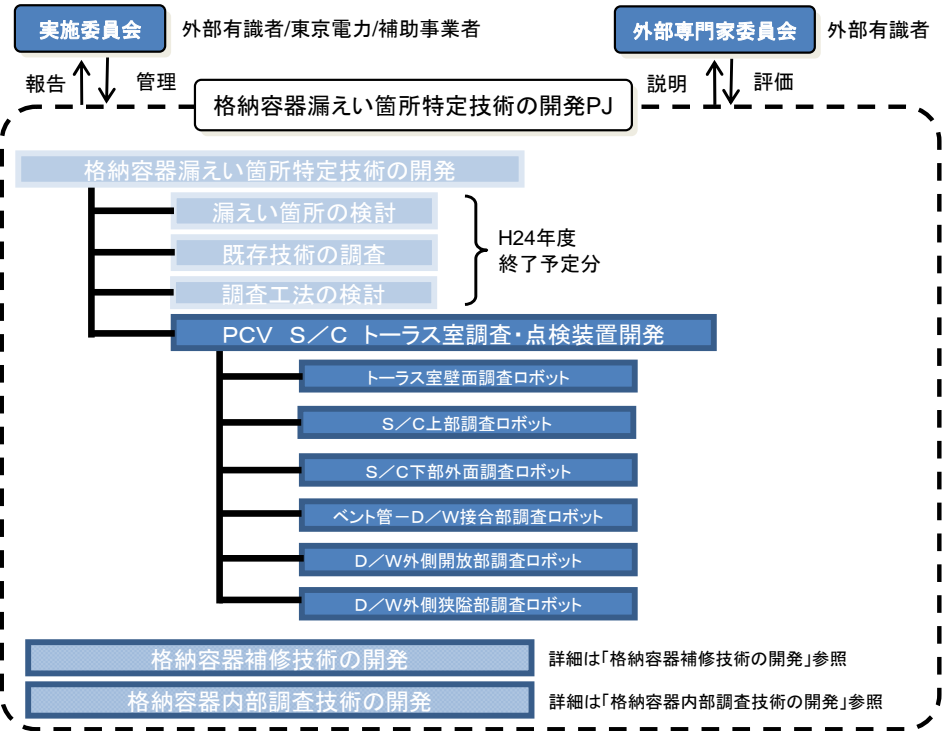 実施委員会
外部有識者/東京電力/補助事業者
外部専門家委員会
外部有識者
報告
管理
説明
評価
格納容器漏えい箇所特定技術の開発PJ
格納容器漏えい箇所特定技術の開発
漏えい箇所の検討
既存技術の調査
調査工法の検討
H24年度
終了予定分
PCV S/C トーラス室調査・点検装置開発
トーラス室壁面調査ロボット
S/C上部調査ロボット
S/C下部外面調査ロボット
ベント管-D/W接合部調査ロボット
D/W外側開放部調査ロボット
D/W外側狭隘部調査ロボット
格納容器補修技術の開発
詳細は「格納容器補修技術の開発」参照
格納容器内部調査技術の開発
詳細は「格納容器内部調査技術の開発」参照